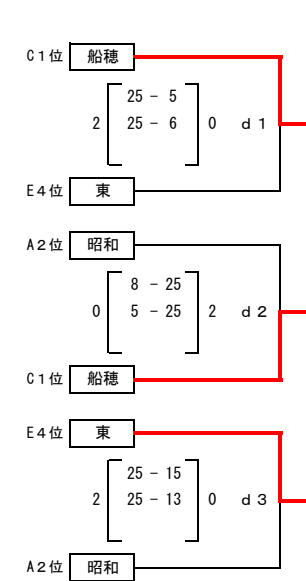 C1位 船穂
25 - 5
2 25 - 6 0 d1
E4位 東
A2位 昭和
8 - 25
0 5 - 25 2 d2
C1位 船穂
E4位 東
25 - 15
2 25 - 13 0 d3
A2位 昭和